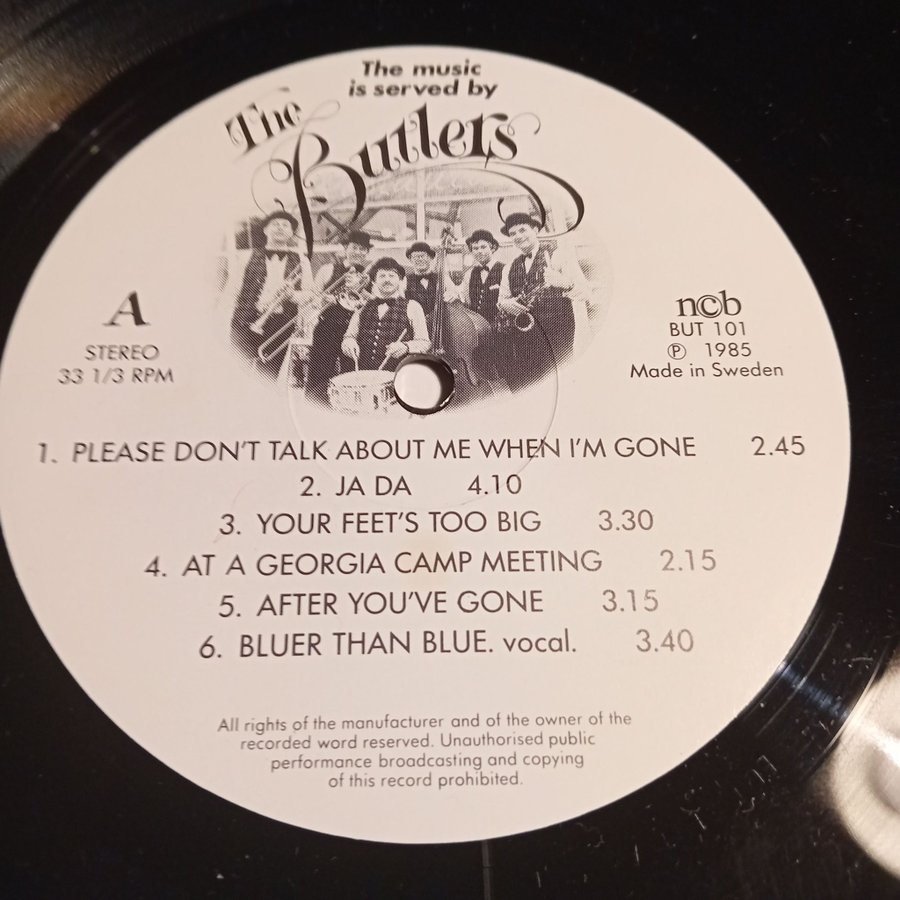 The music
is served by
The
Butlers
A
STEREO
33 1/3 RPM
ncb
BUT 101
Ⓟ 1985
Made in Sweden
1. PLEASE DON'T TALK ABOUT ME WHEN I'M GONE 2.45
2. JA DA 4.10
3. YOUR FEET'S TOO BIG 3.30
4. AT A GEORGIA CAMP MEETING 2.15
5. AFTER YOU'VE GONE 3.15
6. BLUER THAN BLUE. vocal. 3.40
All rights of the manufacturer and of the owner of the
recorded word reserved. Unauthorised public
performance broadcasting and copying
of this record prohibited.